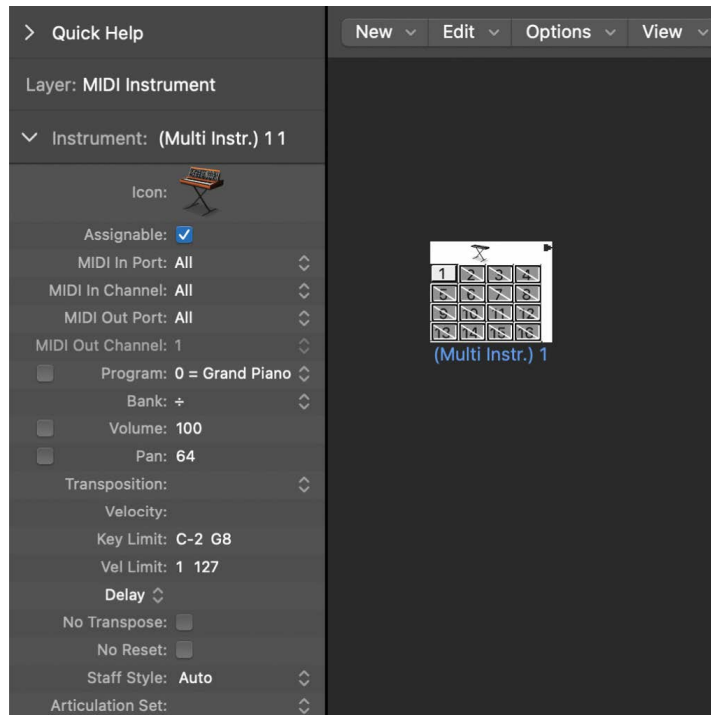 Quick Help
Layer: MIDI Instrument
Instrument: (Multi Instr.) 1 1
Icon:
Assignable:
MIDI In Port: All
MIDI In Channel: All
MIDI Out Port: All
MIDI Out Channel: 1
Program: 0 = Grand Piano
Bank: ÷
Volume: 100
Pan: 64
Transposition:
Velocity:
Key Limit: C-2 G8
Vel Limit: 1 127
Delay
No Transpose:
No Reset:
Staff Style: Auto
Articulation Set:
New Edit Options View
1 2 3 4
5 6 7 8
9 10 11 12
13 14 15 16
(Multi Instr.) 1